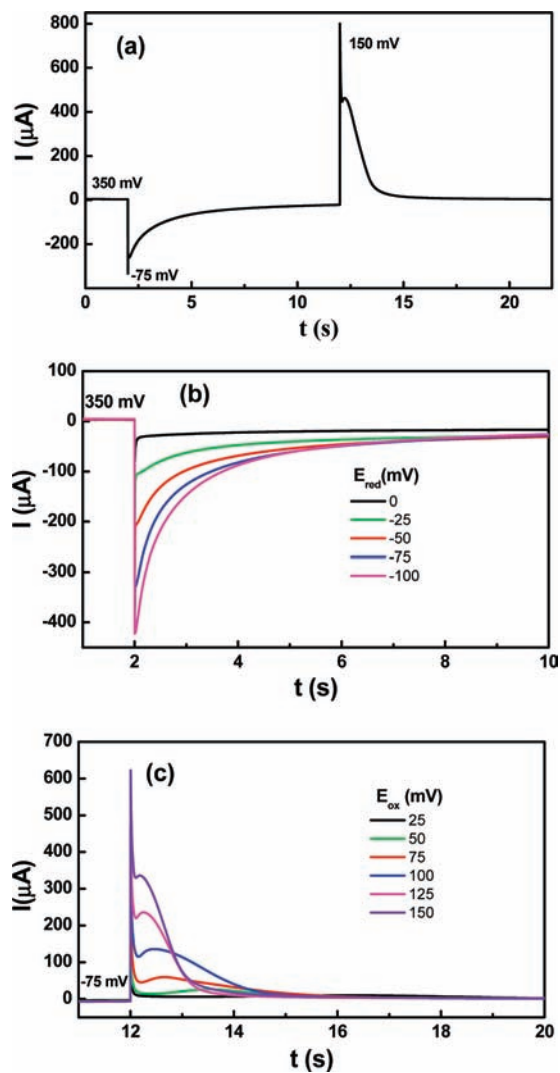 800
(a)
150 mV
600
400
I (μA)
200
350 mV
0
-200
-75 mV
0 5 10 15 20
t (s)
100
(b)
350 mV
0
-100
E_red(mV)
I (μA)
0
-200
-25
-50
-300
-75
-100
-400
2 4 6 8 10
t (s)
700
(c)
600
E_ox (mV)
500
25
50
400
75
I(μA)
100
300
125
200
150
100
-75 mV
0
12 14 16 18 20
t (s)